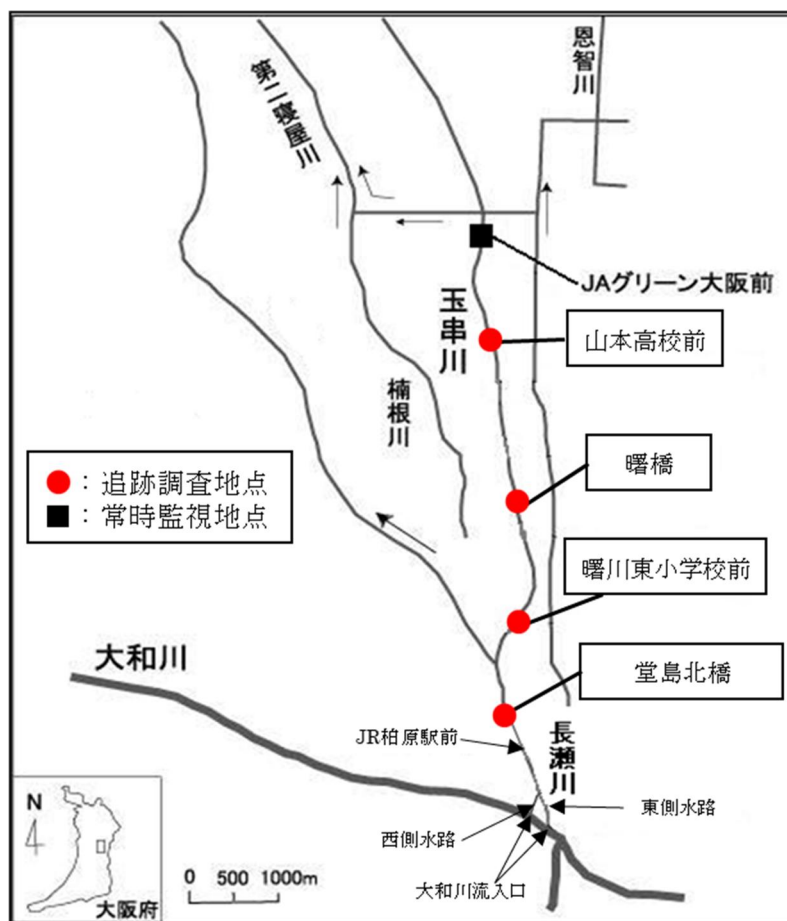 恩智川
第二寝屋川
JAグリーン大阪前
玉串川
山本高校前
楠根川
曙橋
●：追跡調査地点
■：常時監視地点
曙川東小学校前
大和川
堂島北橋
JR柏原駅前
長瀬川
東側水路
西側水路
大和川流入口
N
0 500 1000m
大阪府